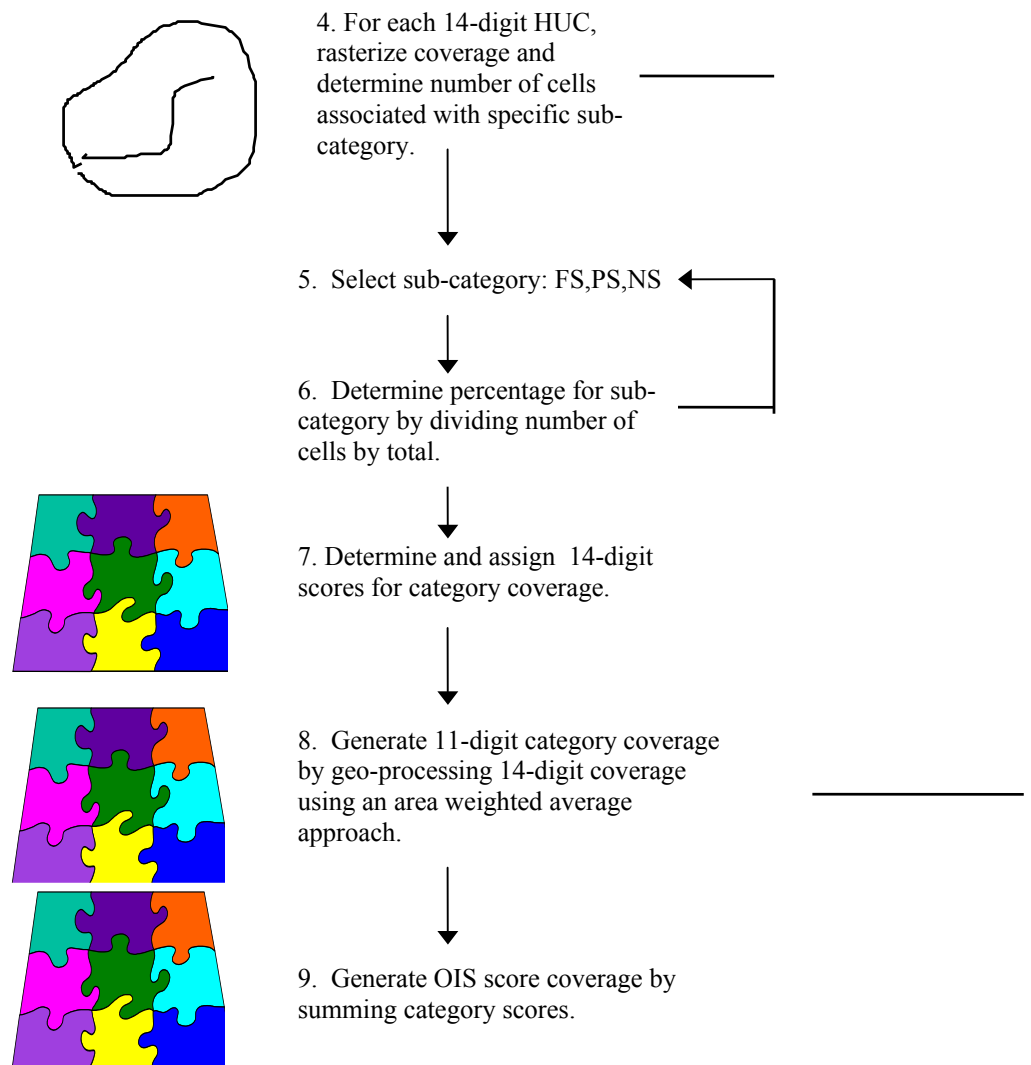 4. For each 14-digit HUC,
rasterize coverage and
determine number of cells
associated with specific sub-
category.
5.  Select sub-category: FS,PS,NS
6.  Determine percentage for sub-
category by dividing number of
cells by total.
7. Determine and assign  14-digit
scores for category coverage.
8.  Generate 11-digit category coverage
by geo-processing 14-digit coverage
using an area weighted average
approach.
9.  Generate OIS score coverage by
summing category scores.